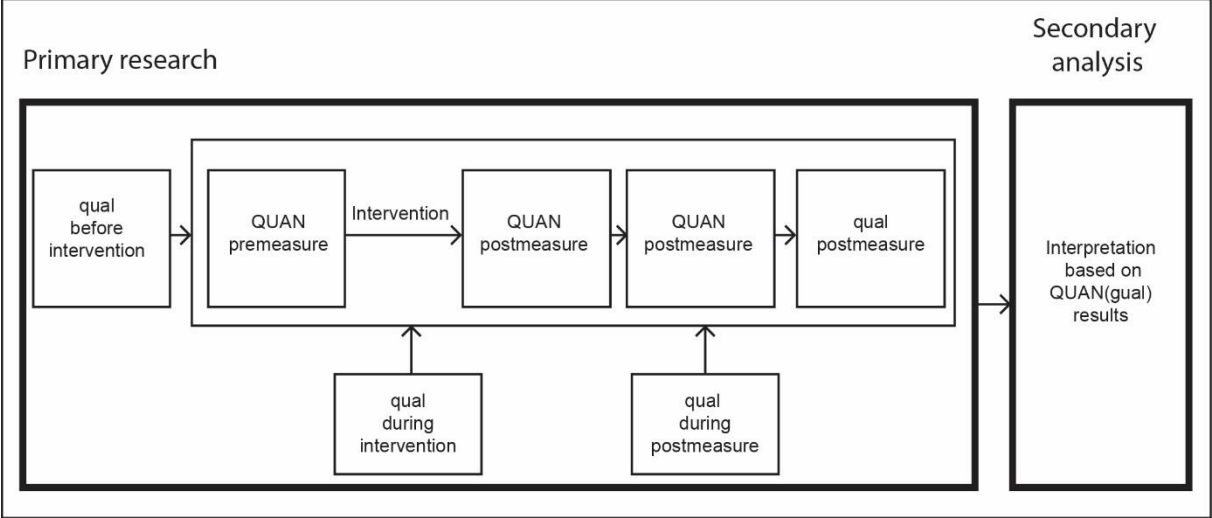 Primary research
Secondary
analysis
qual
before
intervention
QUAN
premeasure
Intervention
QUAN
postmeasure
QUAN
postmeasure
qual
postmeasure
Interpretation
based on
QUAN(gual)
results
qual
during
intervention
qual
during
postmeasure